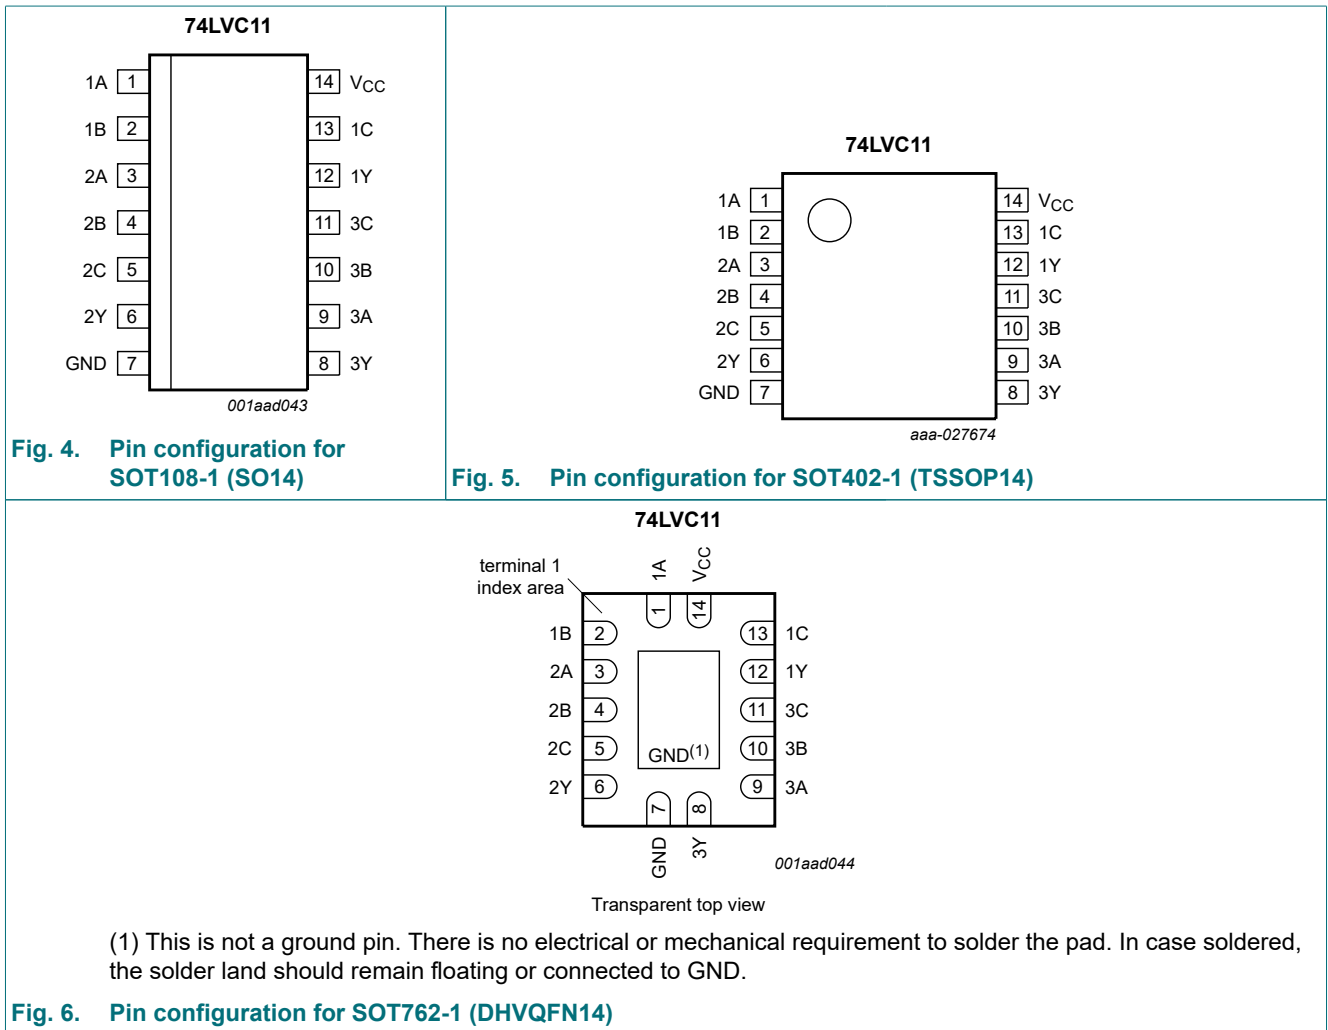 74LVC11
1A 1 14 VCC
1B 2 13 1C
2A 3 12 1Y
2B 4 11 3C
2C 5 10 3B
2Y 6 9 3A
GND 7 8 3Y
001aad043
Fig. 4. Pin configuration for
SOT108-1 (SO14)
74LVC11
1A 1 14 VCC
1B 2 13 1C
2A 3 12 1Y
2B 4 11 3C
2C 5 10 3B
2Y 6 9 3A
GND 7 8 3Y
aaa-027674
Fig. 5. Pin configuration for SOT402-1 (TSSOP14)
74LVC11
terminal 1
index area
1A VCC
1 14
1B 2 13 1C
2A 3 12 1Y
2B 4 11 3C
2C 5 GND(1) 10 3B
2Y 6 9 3A
7 8
GND 3Y
001aad044
Transparent top view
(1) This is not a ground pin. There is no electrical or mechanical requirement to solder the pad. In case soldered,
the solder land should remain floating or connected to GND.
Fig. 6. Pin configuration for SOT762-1 (DHVQFN14)